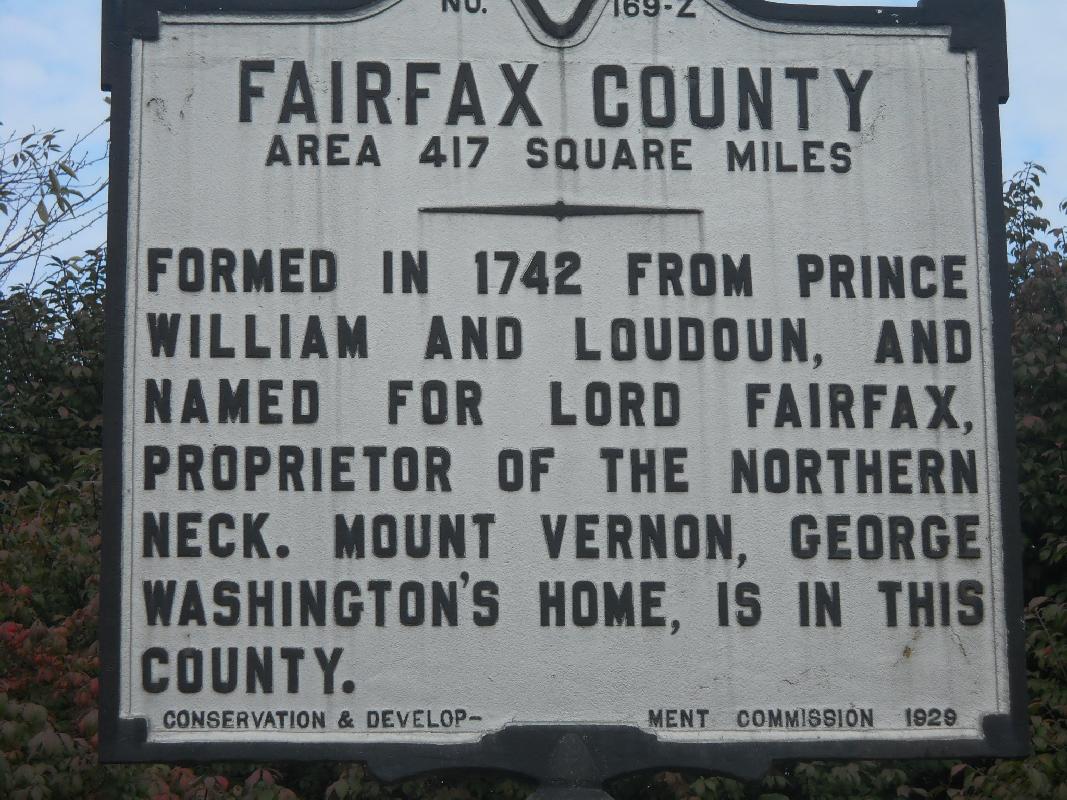 NO. 169-Z
FAIRFAX COUNTY
AREA 417 SQUARE MILES
FORMED IN 1742 FROM PRINCE
WILLIAM AND LOUDOUN, AND
NAMED FOR LORD FAIRFAX,
PROPRIETOR OF THE NORTHERN
NECK. MOUNT VERNON, GEORGE
WASHINGTON'S HOME, IS IN THIS
COUNTY.
CONSERVATION & DEVELOP- MENT COMMISSION 1929